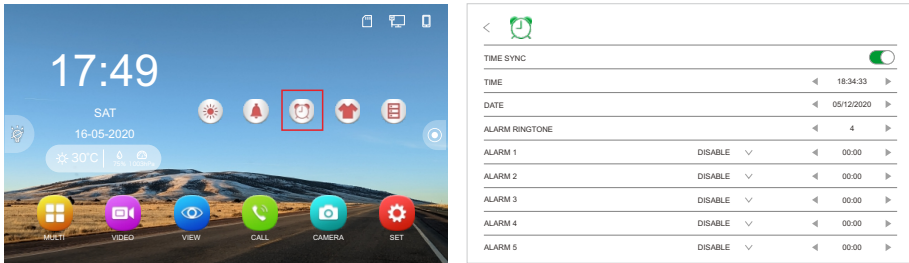 17:49
SAT
16-05-2020
30°C
MULTI
VIDEO
VIEW
CALL
CAMERA
SET
TIME SYNC
TIME 18:34:33
DATE 05/12/2020
ALARM RINGTONE 4
ALARM 1 DISABLE 00:00
ALARM 2 DISABLE 00:00
ALARM 3 DISABLE 00:00
ALARM 4 DISABLE 00:00
ALARM 5 DISABLE 00:00